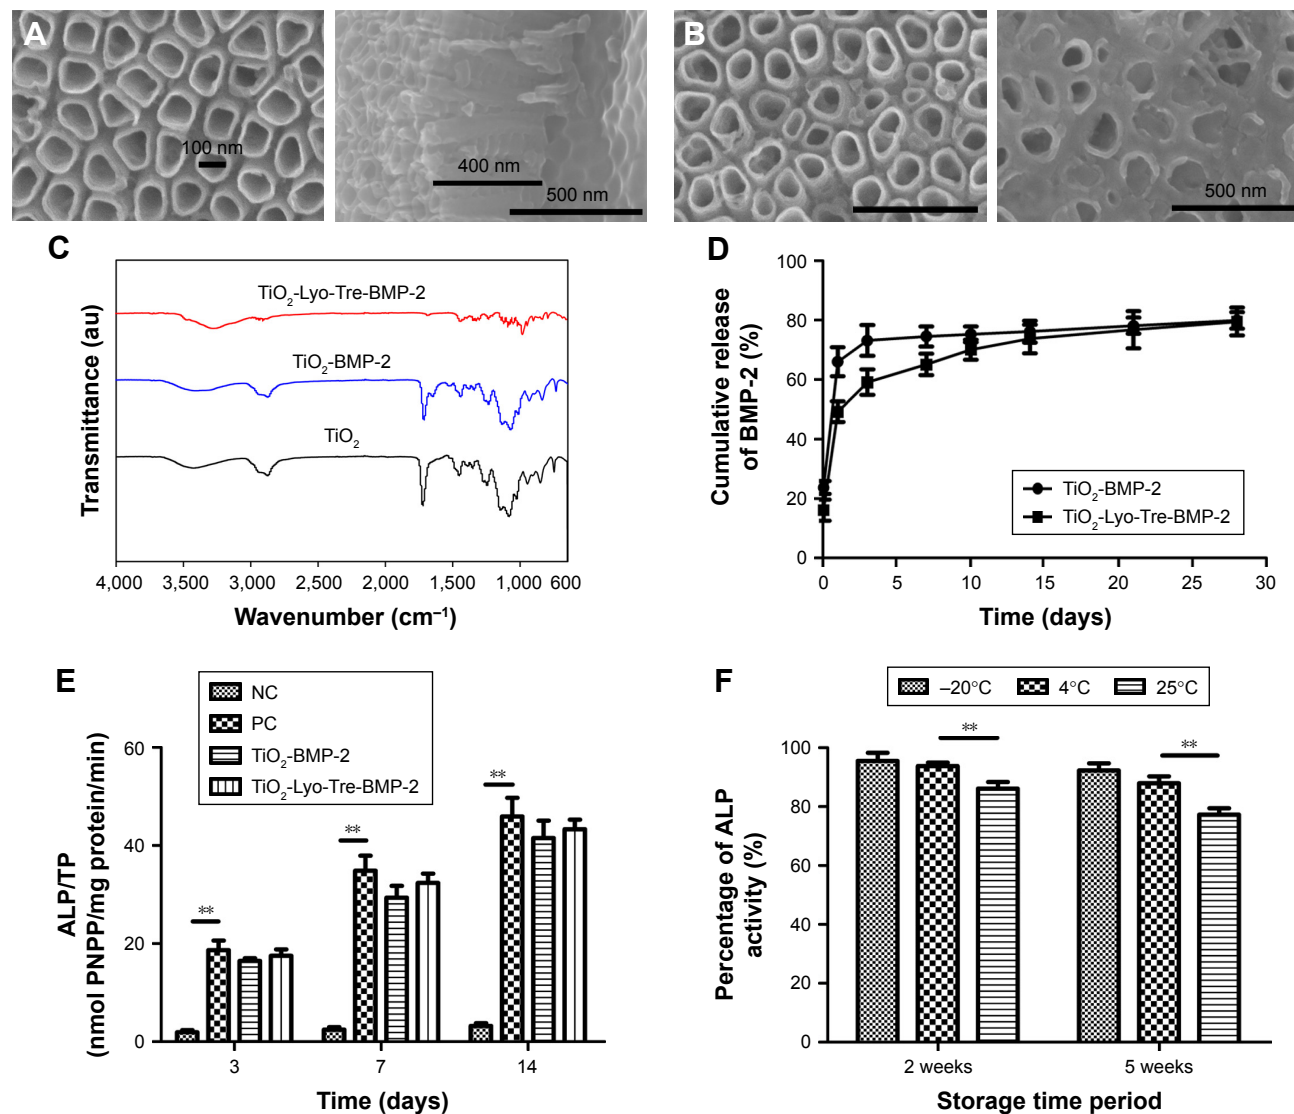 A
100 nm
400 nm
500 nm
B
500 nm
C
TiO2-Lyo-Tre-BMP-2
TiO2-BMP-2
TiO2
Transmittance (au)
4,000 3,500 3,000 2,500 2,000 1,500 1,000 600
Wavenumber (cm−1)
D
100
80
60
40
20
0
Cumulative release
of BMP-2 (%)
TiO2-BMP-2
TiO2-Lyo-Tre-BMP-2
0 5 10 15 20 25 30
Time (days)
E
NC
PC
TiO2-BMP-2
TiO2-Lyo-Tre-BMP-2
60
40
20
0
ALP/TP
(nmol PNPP/mg protein/min)
**
**
**
3 7 14
Time (days)
F
–20°C 4°C 25°C
100
80
60
40
20
0
Percentage of ALP
activity (%)
**
**
2 weeks 5 weeks
Storage time period